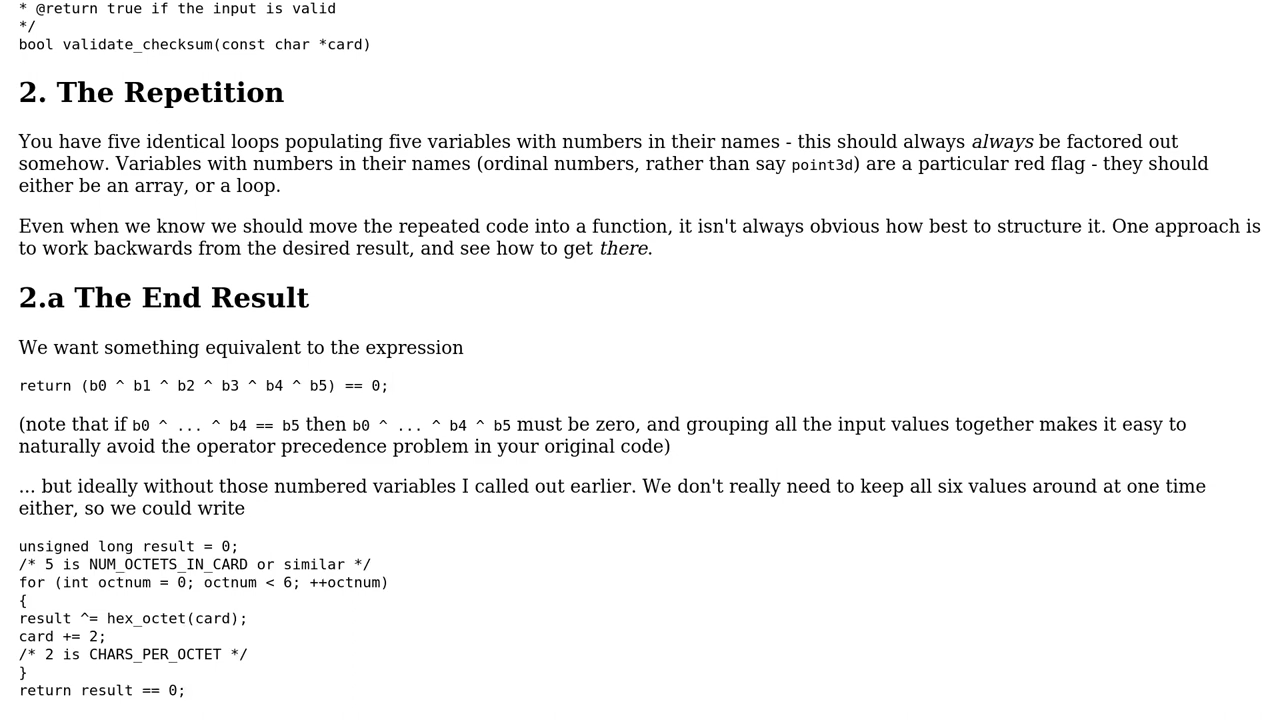 * @return true if the input is valid
*/
bool validate_checksum(const char *card)
2. The Repetition
You have five identical loops populating five variables with numbers in their names - this should always always be factored out
somehow. Variables with numbers in their names (ordinal numbers, rather than say point3d) are a particular red flag - they should
either be an array, or a loop.
Even when we know we should move the repeated code into a function, it isn't always obvious how best to structure it. One approach is
to work backwards from the desired result, and see how to get there.
2.a The End Result
We want something equivalent to the expression
return (b0 ^ b1 ^ b2 ^ b3 ^ b4 ^ b5) == 0;
(note that if b0 ^ ... ^ b4 == b5 then b0 ^ ... ^ b4 ^ b5 must be zero, and grouping all the input values together makes it easy to
naturally avoid the operator precedence problem in your original code)
... but ideally without those numbered variables I called out earlier. We don't really need to keep all six values around at one time
either, so we could write
unsigned long result = 0;
/* 5 is NUM_OCTETS_IN_CARD or similar */
for (int octnum = 0; octnum < 6; ++octnum)
{
result ^= hex_octet(card);
card += 2;
/* 2 is CHARS_PER_OCTET */
}
return result == 0;